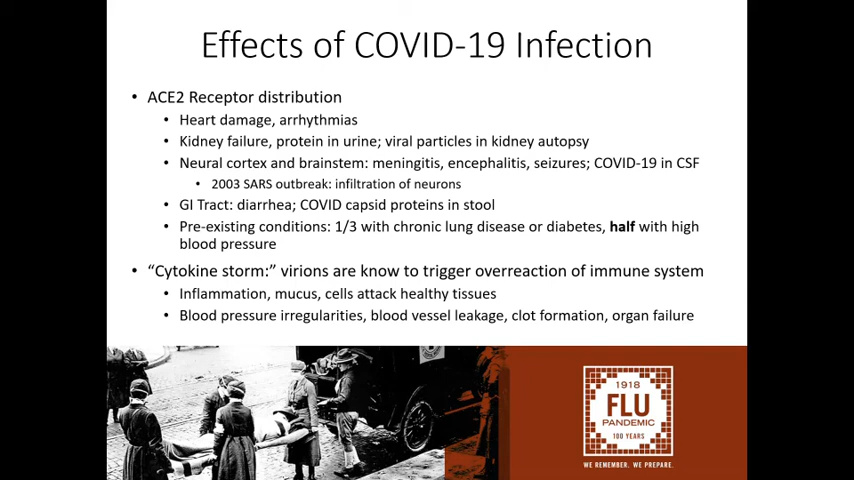 Effects of COVID-19 Infection
• ACE2 Receptor distribution
• Heart damage, arrhythmias
• Kidney failure, protein in urine; viral particles in kidney autopsy
• Neural cortex and brainstem: meningitis, encephalitis, seizures; COVID-19 in CSF
• 2003 SARS outbreak: infiltration of neurons
• GI Tract: diarrhea; COVID capsid proteins in stool
• Pre-existing conditions: 1/3 with chronic lung disease or diabetes, half with high
blood pressure
• “Cytokine storm:” virions are know to trigger overreaction of immune system
• Inflammation, mucus, cells attack healthy tissues
• Blood pressure irregularities, blood vessel leakage, clot formation, organ failure
1918
FLU
PANDEMIC
100 YEARS
WE REMEMBER. WE PREPARE.